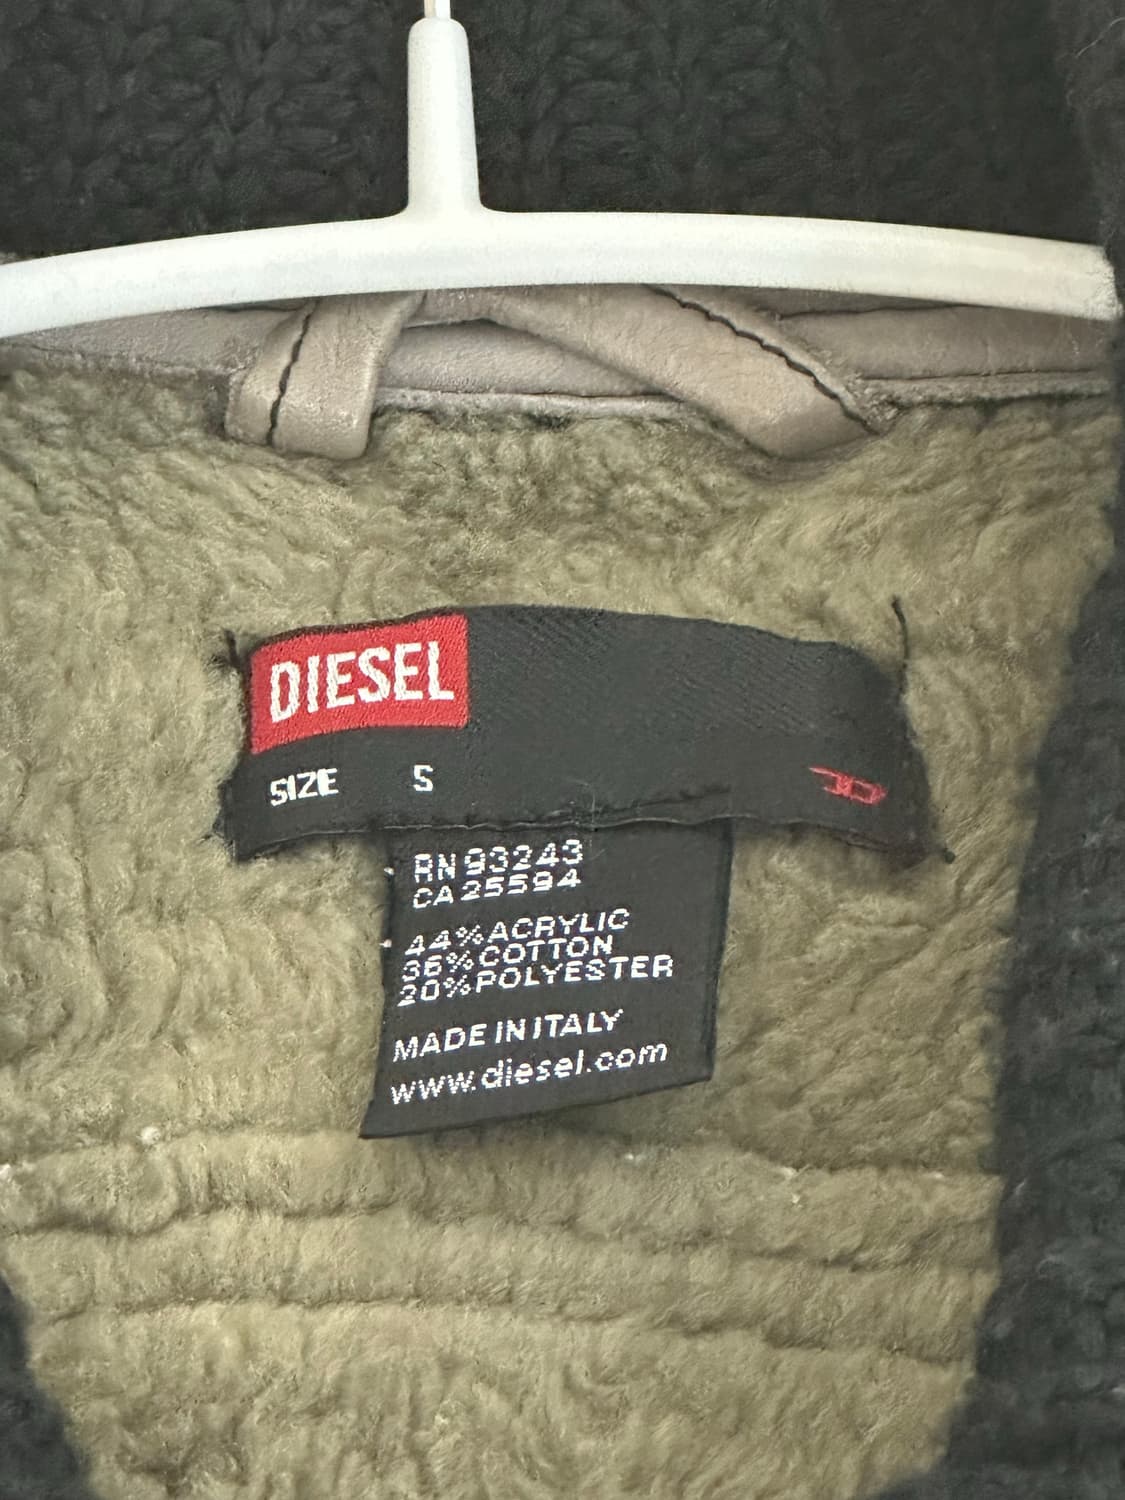 DIESEL
SIZE S
RN 93243
CA 25594
44% ACRYLIC
36% COTTON
20% POLYESTER
MADE IN ITALY
www.diesel.com